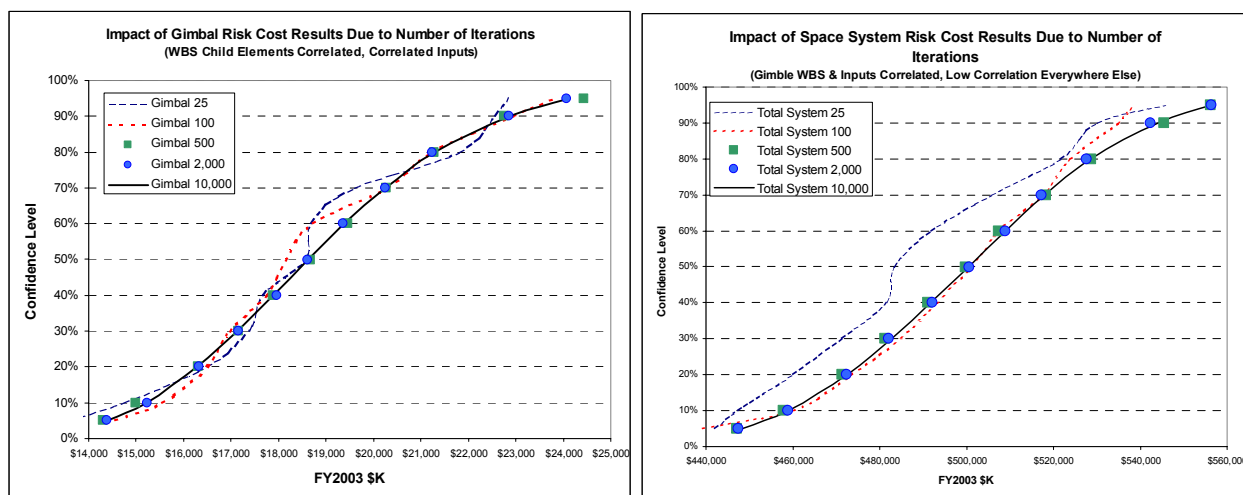 Impact of Gimbal Risk Cost Results Due to Number of Iterations
(WBS Child Elements Correlated, Correlated Inputs)
Confidence Level
100%
90%
80%
70%
60%
50%
40%
30%
20%
10%
0%
Gimbal 25
Gimbal 100
Gimbal 500
Gimbal 2,000
Gimbal 10,000
$14,000 $15,000 $16,000 $17,000 $18,000 $19,000 $20,000 $21,000 $22,000 $23,000 $24,000 $25,000
FY2003 $K
Impact of Space System Risk Cost Results Due to Number of
Iterations
(Gimble WBS & Inputs Correlated, Low Correlation Everywhere Else)
Confidence Level
100%
90%
80%
70%
60%
50%
40%
30%
20%
10%
0%
Total System 25
Total System 100
Total System 500
Total System 2,000
Total System 10,000
$440,000 $460,000 $480,000 $500,000 $520,000 $540,000 $560,000
FY2003 $K